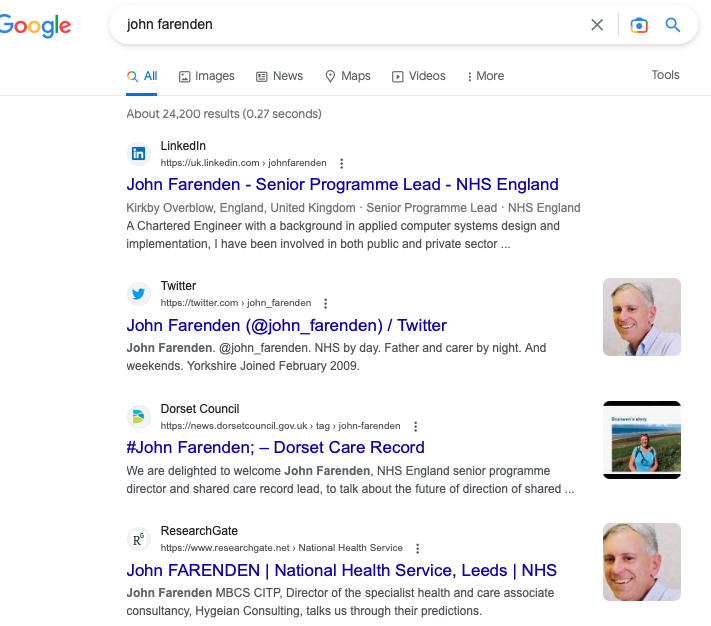 Google
john farenden
All Images News Maps Videos More Tools
About 24,200 results (0.27 seconds)
LinkedIn
https://uk.linkedin.com › johnfarenden
John Farenden - Senior Programme Lead - NHS England
Kirkby Overblow, England, United Kingdom · Senior Programme Lead · NHS England
A Chartered Engineer with a background in applied computer systems design and
implementation, I have been involved in both public and private sector ...
Twitter
https://twitter.com › john_farenden
John Farenden (@john_farenden) / Twitter
John Farenden. @john_farenden. NHS by day. Father and carer by night. And
weekends. Yorkshire Joined February 2009.
Dorset Council
https://news.dorsetcouncil.gov.uk › tag › john-farenden
#John Farenden; – Dorset Care Record
We are delighted to welcome John Farenden, NHS England senior programme
director and shared care record lead, to talk about the future of direction of shared ...
Bronwen's story
ResearchGate
https://www.researchgate.net › National Health Service
John FARENDEN | National Health Service, Leeds | NHS
John Farenden MBCS CITP, Director of the specialist health and care associate
consultancy, Hygeian Consulting, talks us through their predictions.